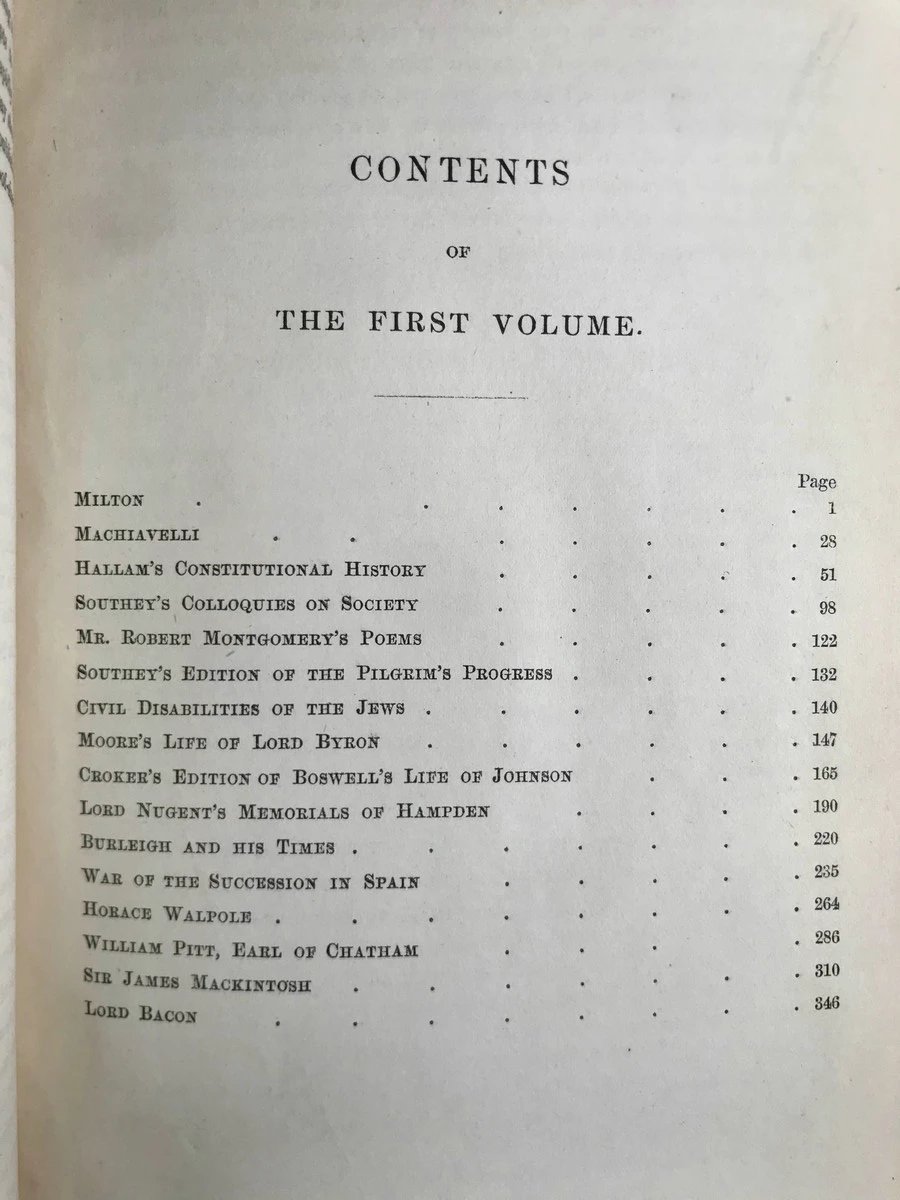 CONTENTS
OF
THE FIRST VOLUME.
Page
MILTON . . . . . . . 1
MACHIAVELLI . . . . . . . 28
HALLAM'S CONSTITUTIONAL HISTORY . . . . . 51
SOUTHEY'S COLLOQUIES ON SOCIETY . . . . . 98
MR. ROBERT MONTGOMERY'S POEMS . . . . . 122
SOUTHEY'S EDITION OF THE PILGRIM'S PROGRESS . . . . 132
CIVIL DISABILITIES OF THE JEWS . . . . . . 140
MOORE'S LIFE OF LORD BYRON . . . . . . 147
CROKER'S EDITION OF BOSWELL'S LIFE OF JOHNSON . . . 165
LORD NUGENT'S MEMORIALS OF HAMPDEN . . . . 190
BURLEIGH AND HIS TIMES . . . . . . . 220
WAR OF THE SUCCESSION IN SPAIN . . . . . 235
HORACE WALPOLE . . . . . . . . 264
WILLIAM PITT, EARL OF CHATHAM . . . . 286
SIR JAMES MACKINTOSH . . . . . . . 310
LORD BACON . . . . . . . . 346